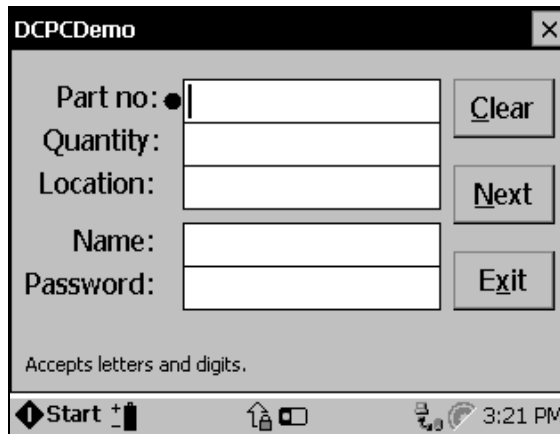 DCPCDemo
Part no:
Clear
Quantity:
Location:
Next
Name:
Password:
Exit
Accepts letters and digits.
Start 3:21 PM